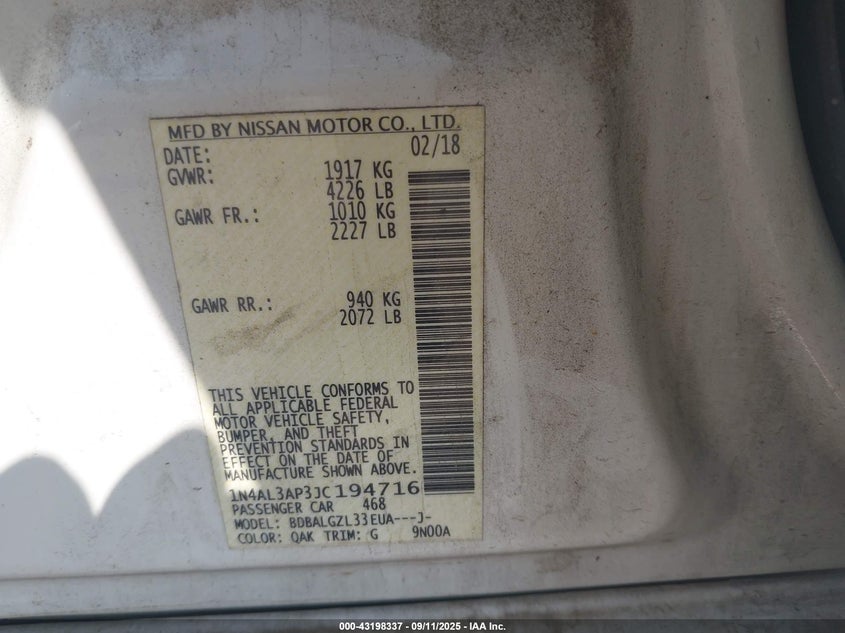 MFD BY NISSAN MOTOR CO., LTD.
DATE: 02/18
GVWR: 1917 KG
4226 LB
GAWR FR.: 1010 KG
2227 LB
GAWR RR.: 940 KG
2072 LB
THIS VEHICLE CONFORMS TO
ALL APPLICABLE FEDERAL
MOTOR VEHICLE SAFETY,
BUMPER, AND THEFT
PREVENTION STANDARDS IN
EFFECT ON THE DATE OF
MANUFACTURE SHOWN ABOVE.
1N4AL3AP3JC194716
PASSENGER CAR 468
MODEL: BDBALGZL33EUA---J-
COLOR: QAK TRIM: G 9N00A
000-43198337 - 09/11/2025 - IAA Inc.